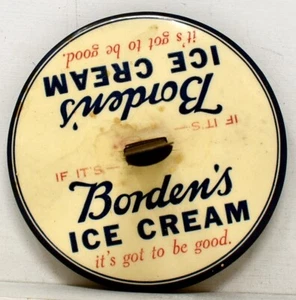 IF IT'S—
Borden's
ICE CREAM
it's got to be good.
IF IT'S—
Borden's
ICE CREAM
it's got to be good.